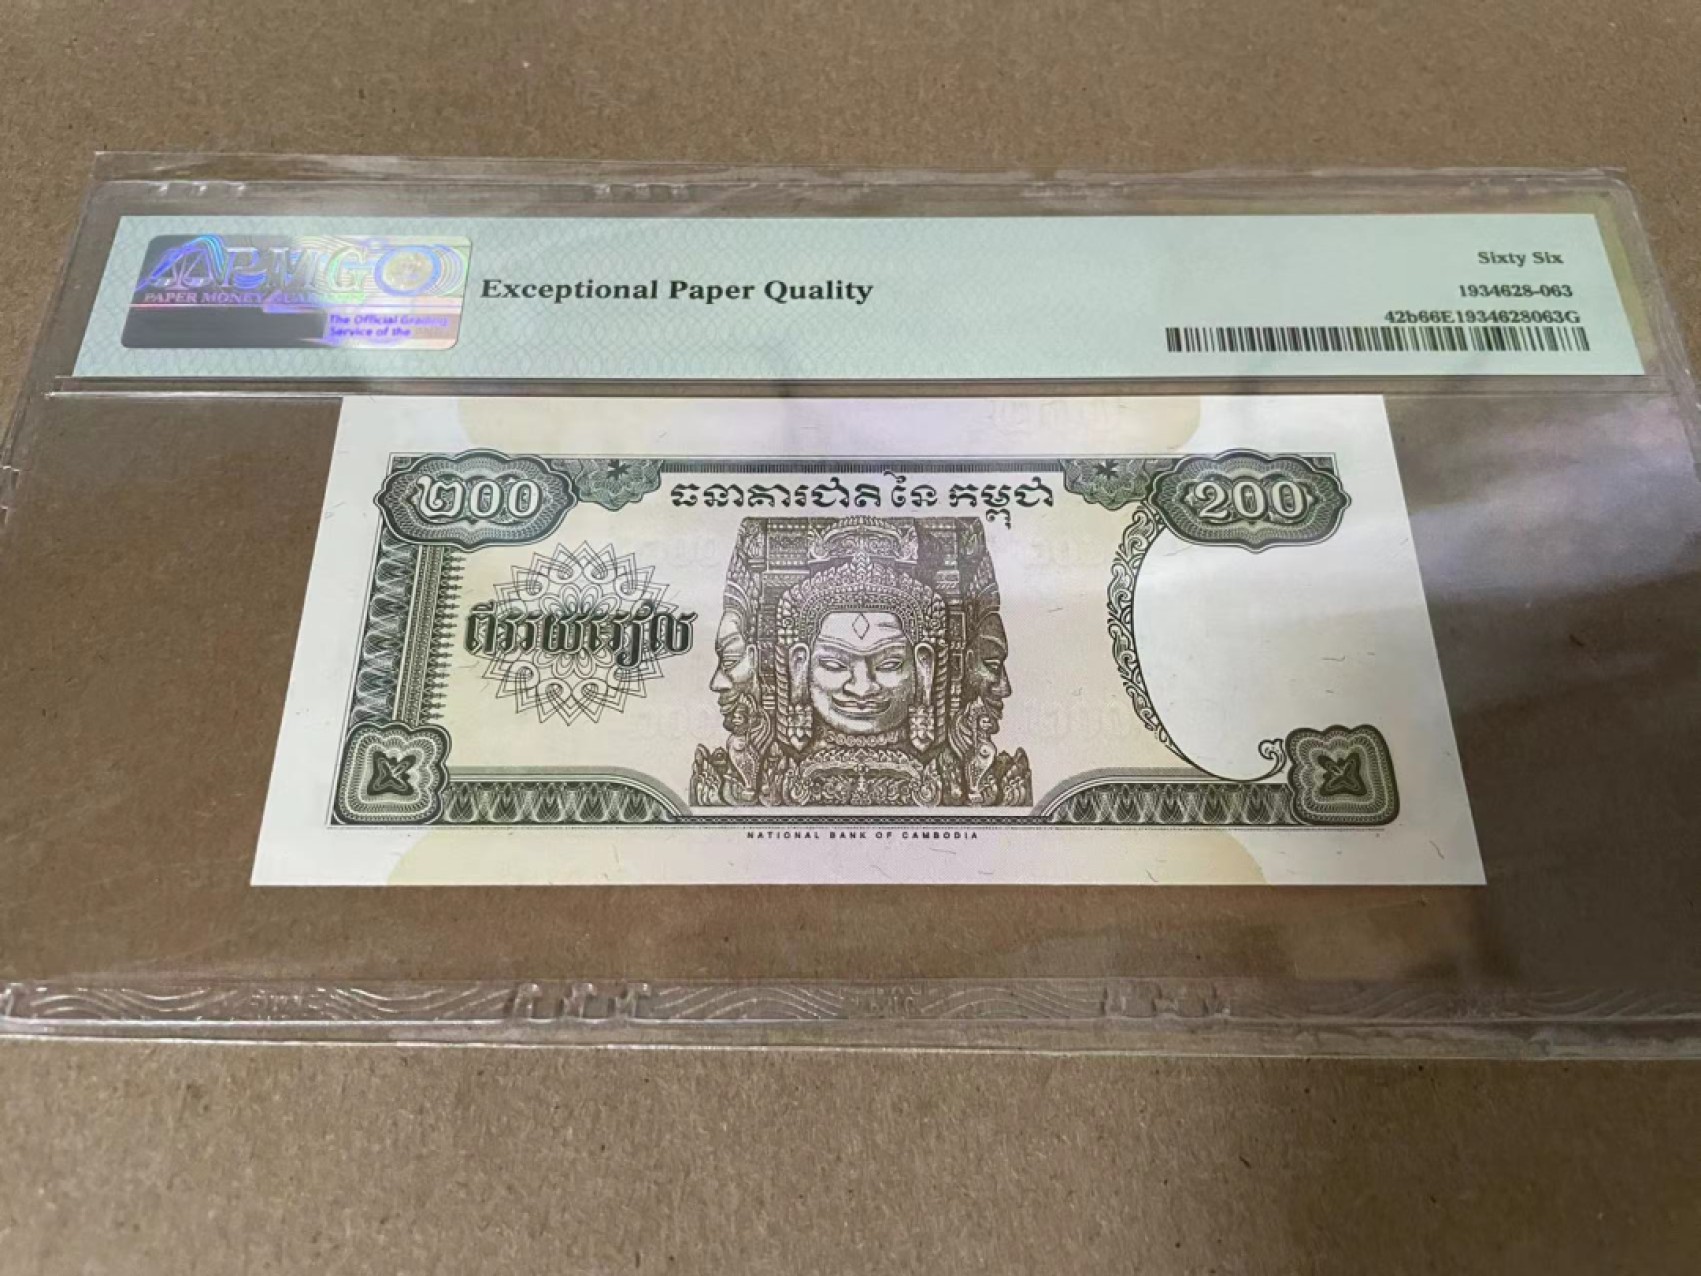 PMG
PAPER MONEY GUARANTY
The Official Grading
Service of the
Exceptional Paper Quality
Sixty Six
1934628-063
42b66E1934628063G
២០០
ធនាគារជាតិ នៃ កម្ពុជា
200
ពីររយរៀល
NATIONAL BANK OF CAMBODIA